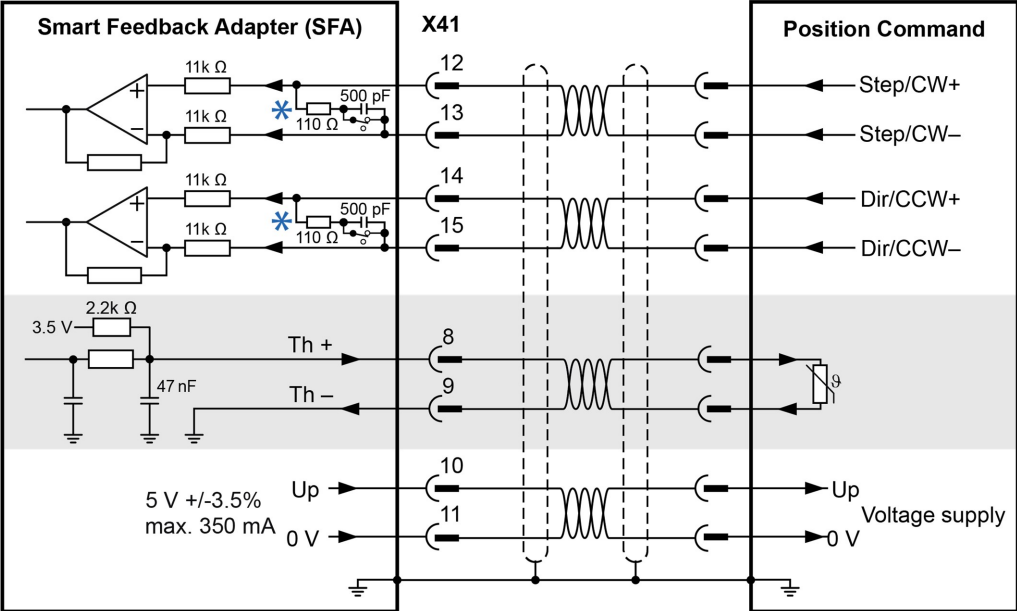 Smart Feedback Adapter (SFA)
X41
Position Command
11k Ω
12
Step/CW+
500 pF
*
110 Ω
11k Ω
13
Step/CW–
+
–
11k Ω
14
Dir/CCW+
500 pF
*
110 Ω
11k Ω
15
Dir/CCW–
+
–
2.2k Ω
3.5 V
Th +
8
47 nF
Th –
9
ϑ
5 V +/-3.5%
max. 350 mA
Up
10
Up
0 V
11
0 V
Voltage supply